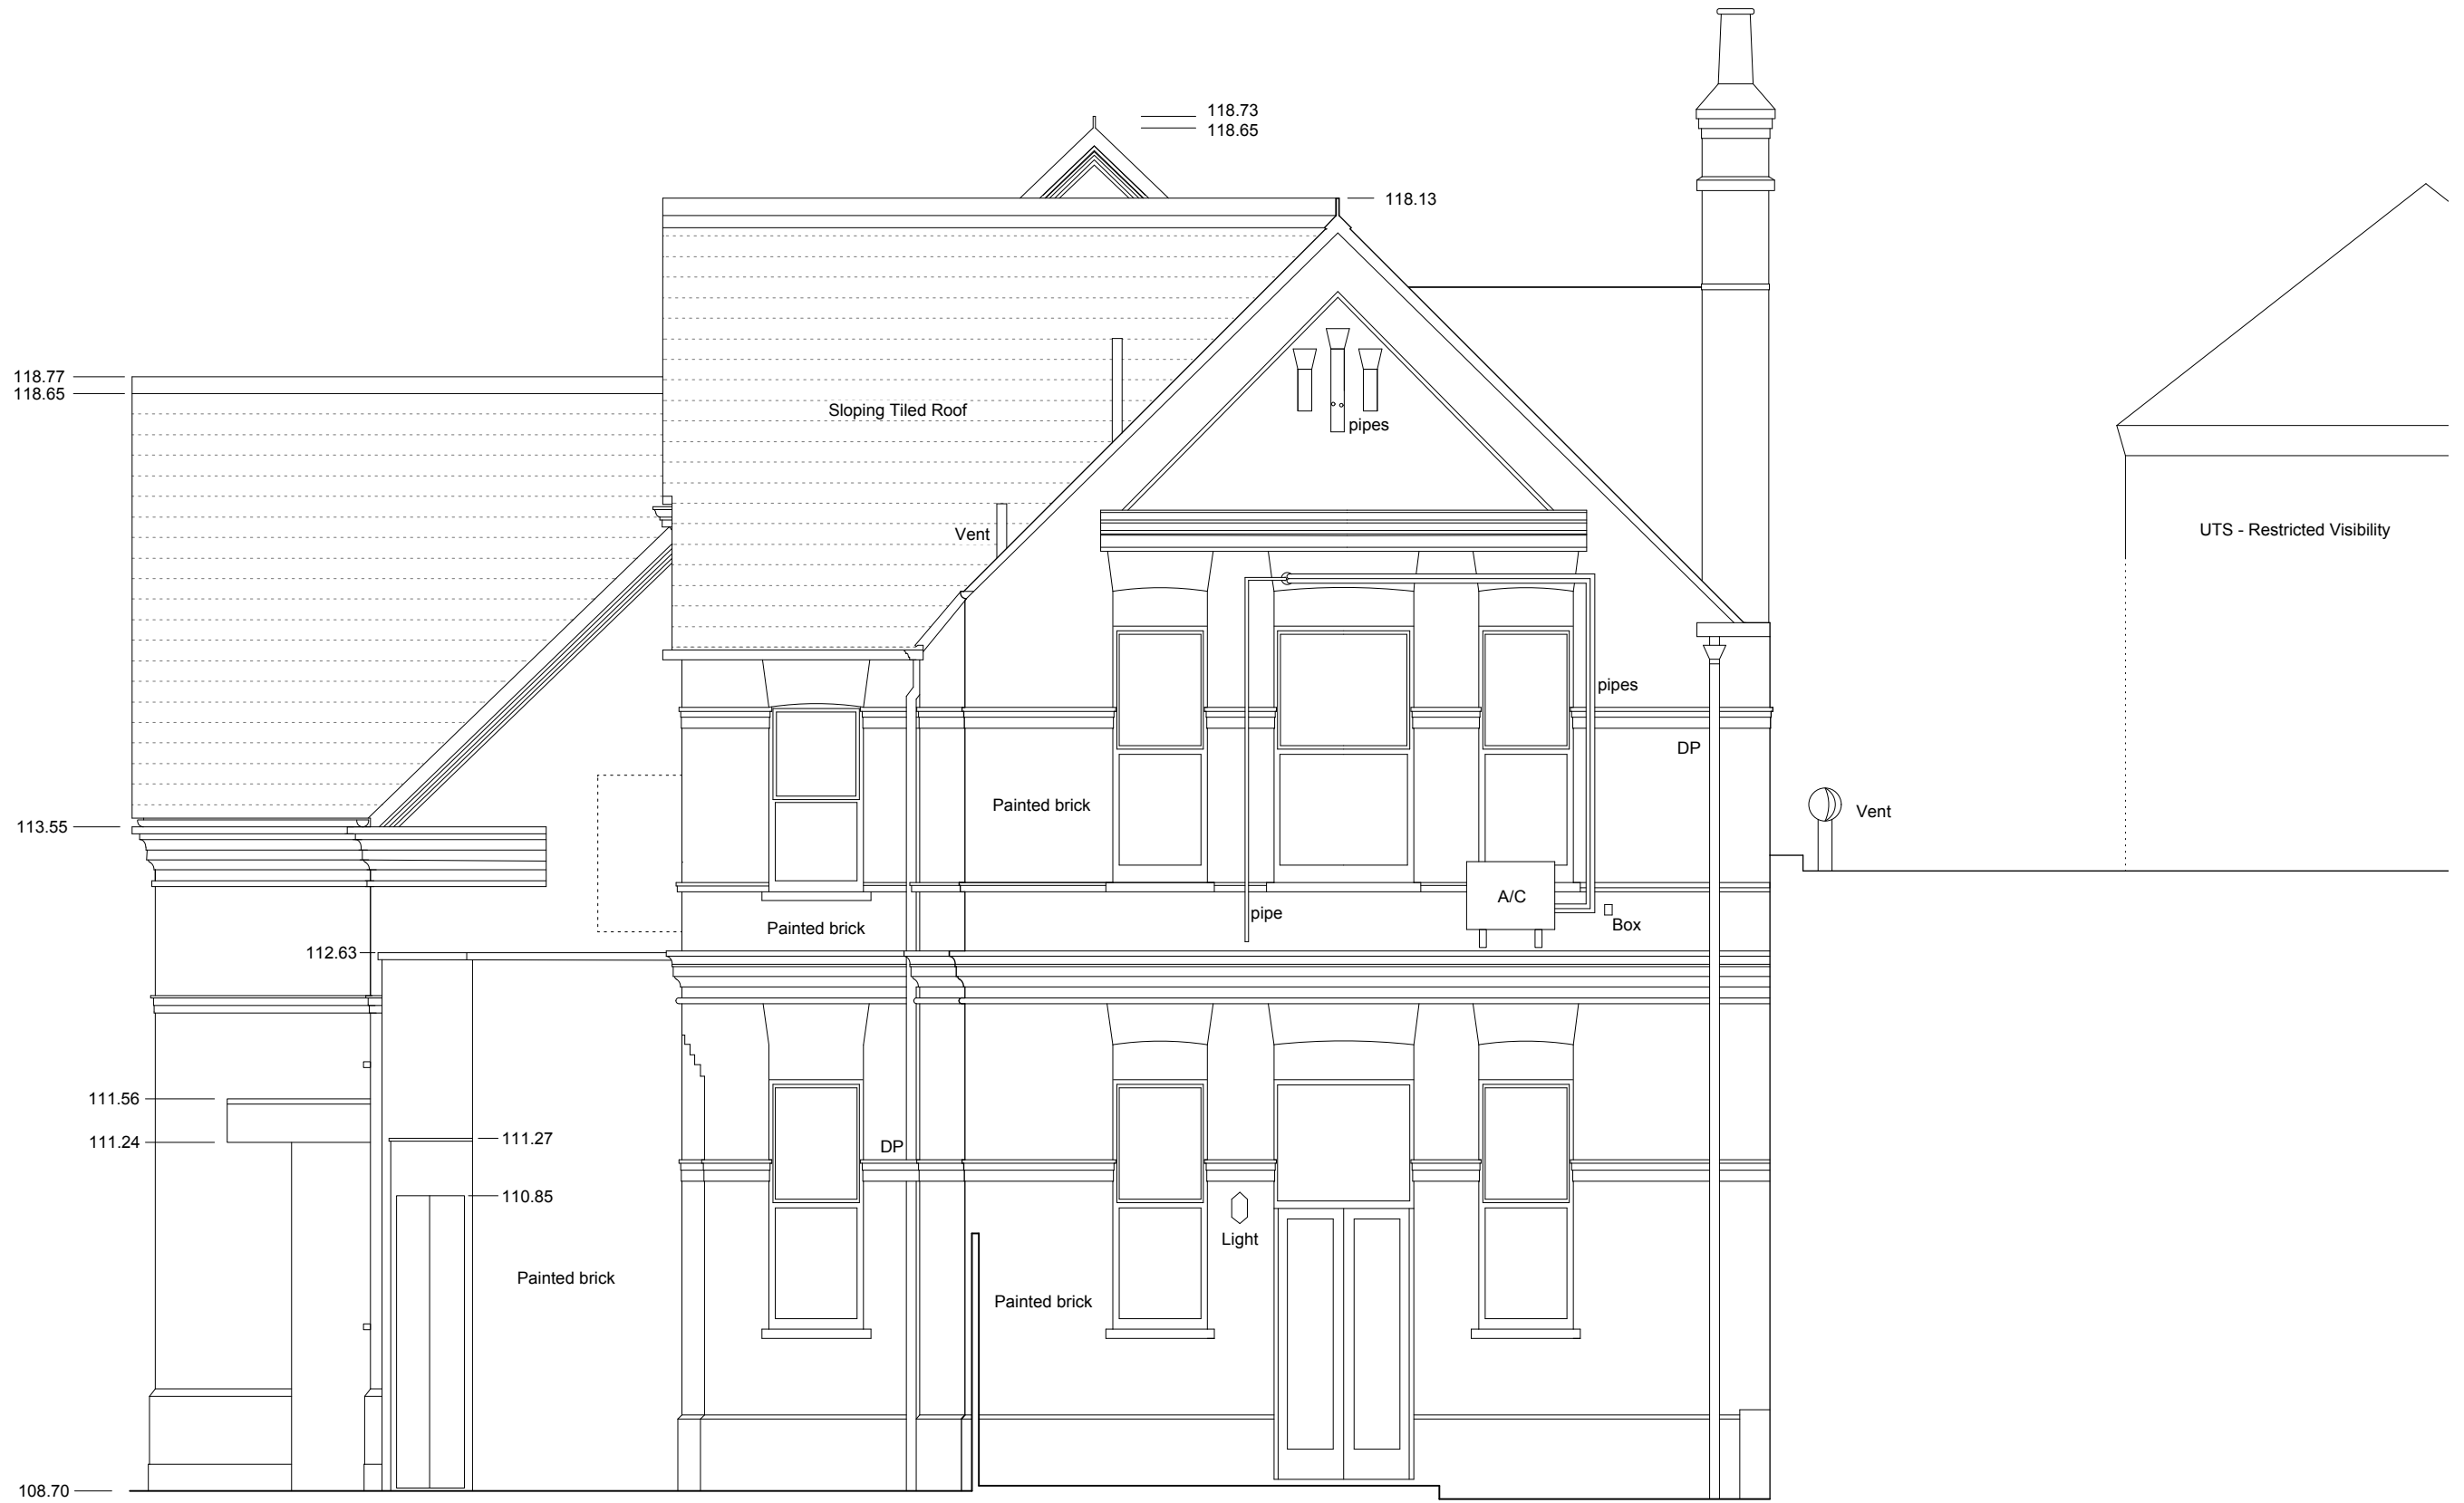 118.73
118.65
118.13
118.77
118.65
Sloping Tiled Roof
pipes
Vent
UTS - Restricted Visibility
pipes
DP
Painted brick
Vent
113.55
A/C
pipe
Box
Painted brick
112.63
111.56
111.24
111.27
DP
110.85
Light
Painted brick
Painted brick
108.70